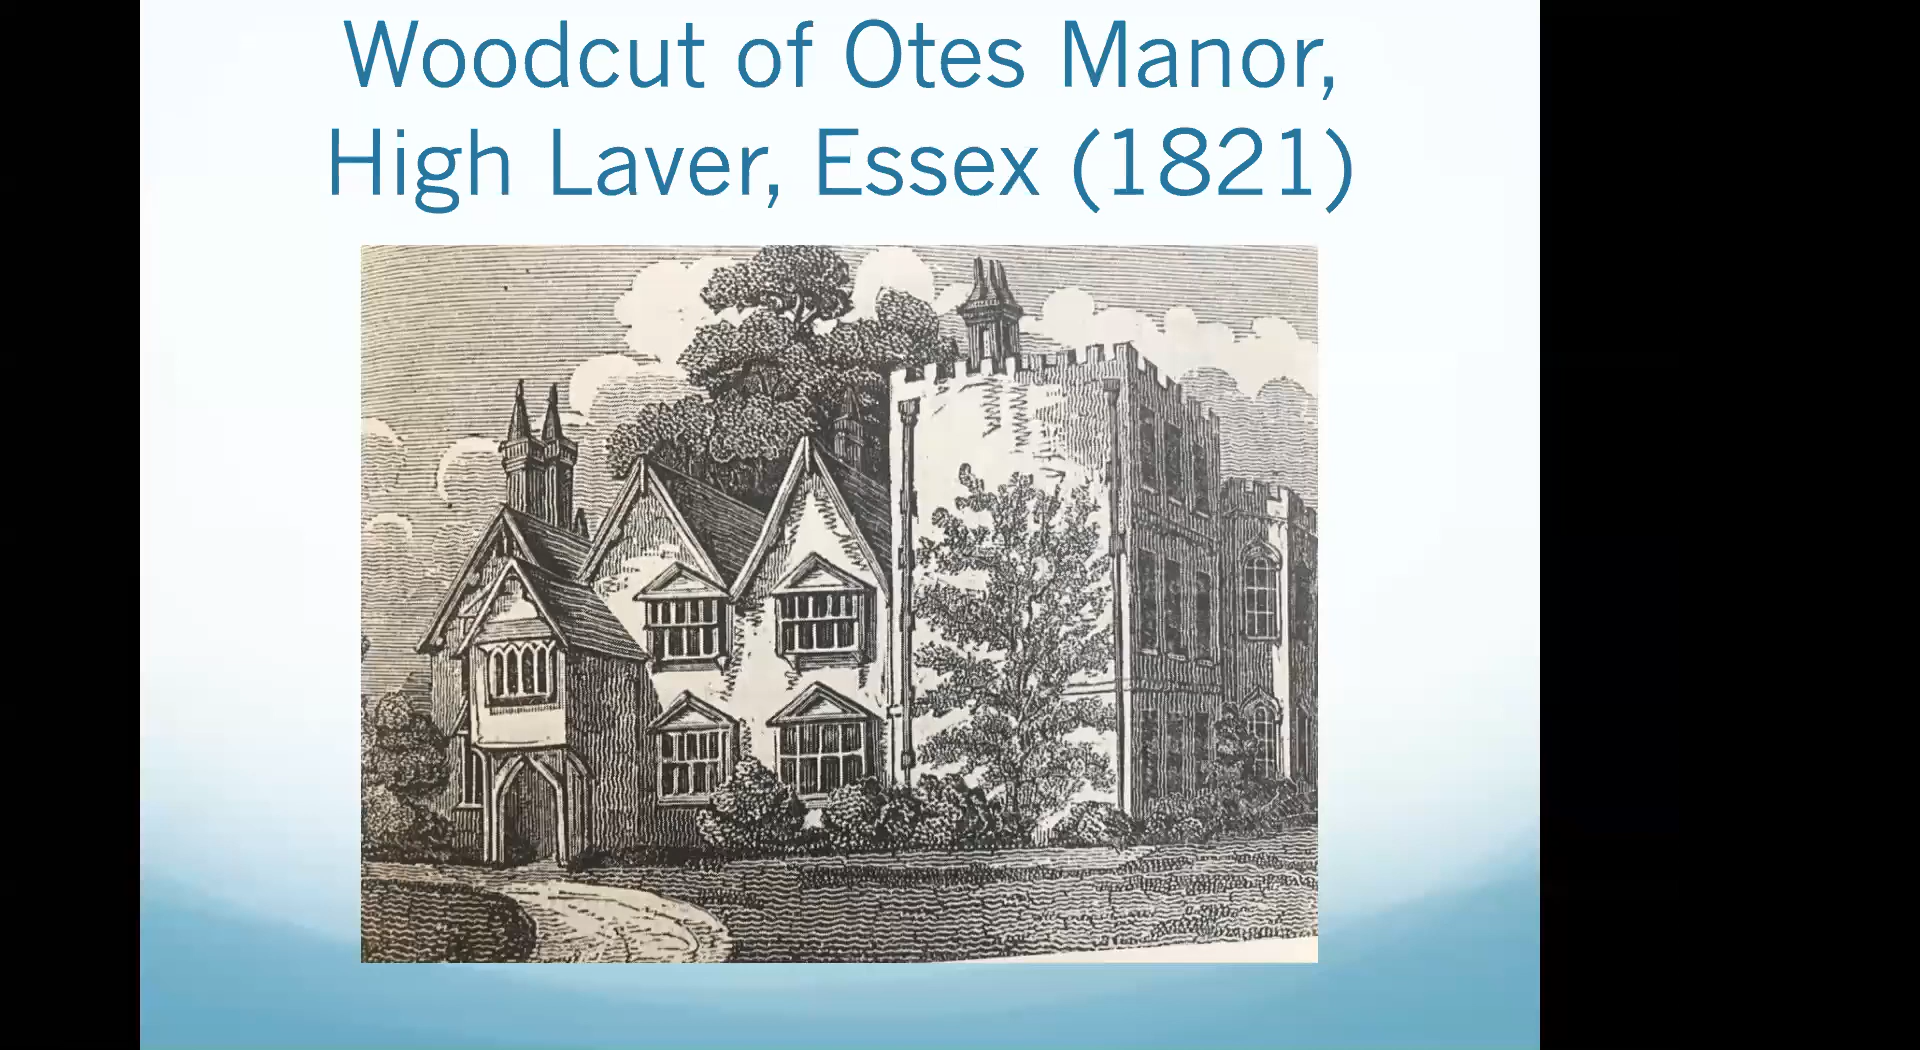 Woodcut of Otes Manor,
High Laver, Essex (1821)